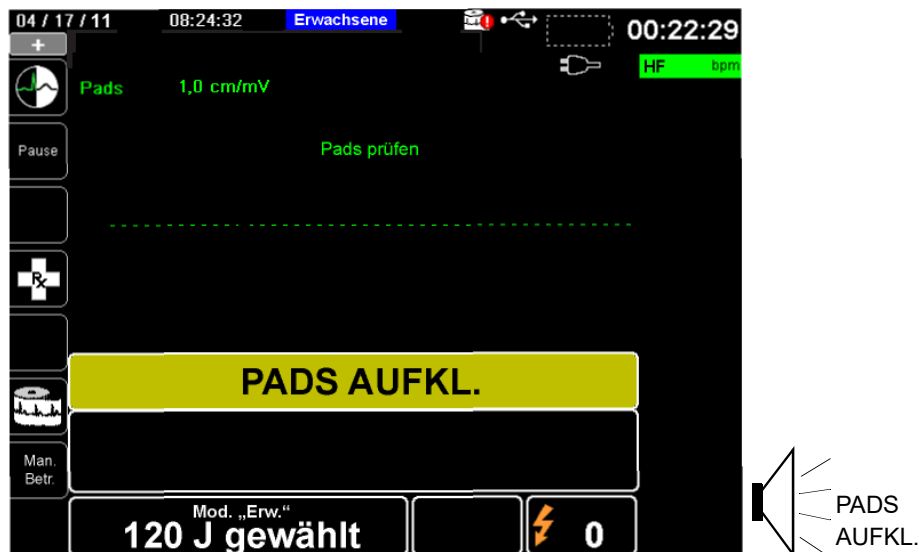 04 / 17 / 11 08:24:32 Erwachsene 00:22:29
HF bpm
Pads 1,0 cm/mV
Pause
Pads prüfen
Rx
PADS AUFKL.
Man.
Betr.
Mod. „Erw.“
120 J gewählt
0
PADS
AUFKL.